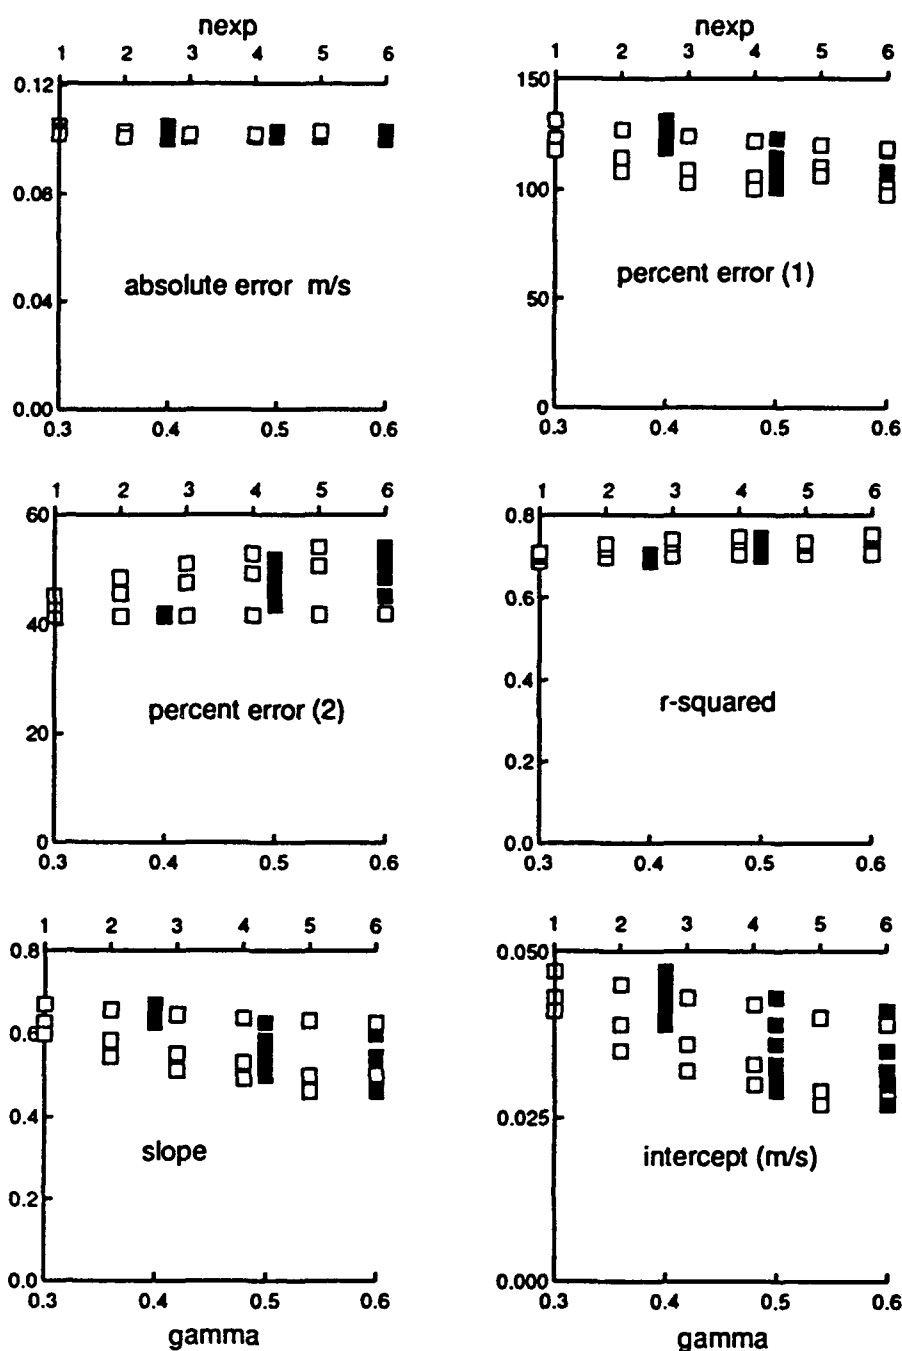 nexp
1 2 3 4 5 6
0.12
0.08
0.04
0.00
absolute error m/s
0.3 0.4 0.5 0.6
nexp
1 2 3 4 5 6
150
100
50
0
percent error (1)
0.3 0.4 0.5 0.6
1 2 3 4 5 6
60
40
20
0
percent error (2)
0.3 0.4 0.5 0.6
1 2 3 4 5 6
0.8
0.6
0.4
0.2
0.0
r-squared
0.3 0.4 0.5 0.6
1 2 3 4 5 6
0.8
0.6
0.4
0.2
0.0
slope
0.3 0.4 0.5 0.6
gamma
1 2 3 4 5 6
0.050
0.025
0.000
intercept (m/s)
0.3 0.4 0.5 0.6
gamma